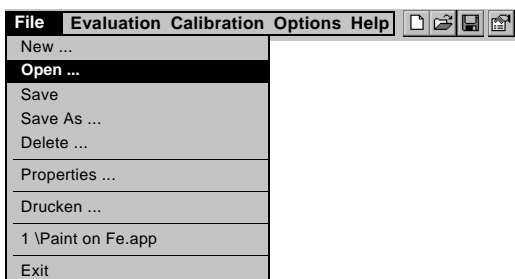 File Evaluation Calibration Options Help
New ...
Open ...
Save
Save As ...
Delete ...
Properties ...
Drucken ...
1 \Paint on Fe.app
Exit